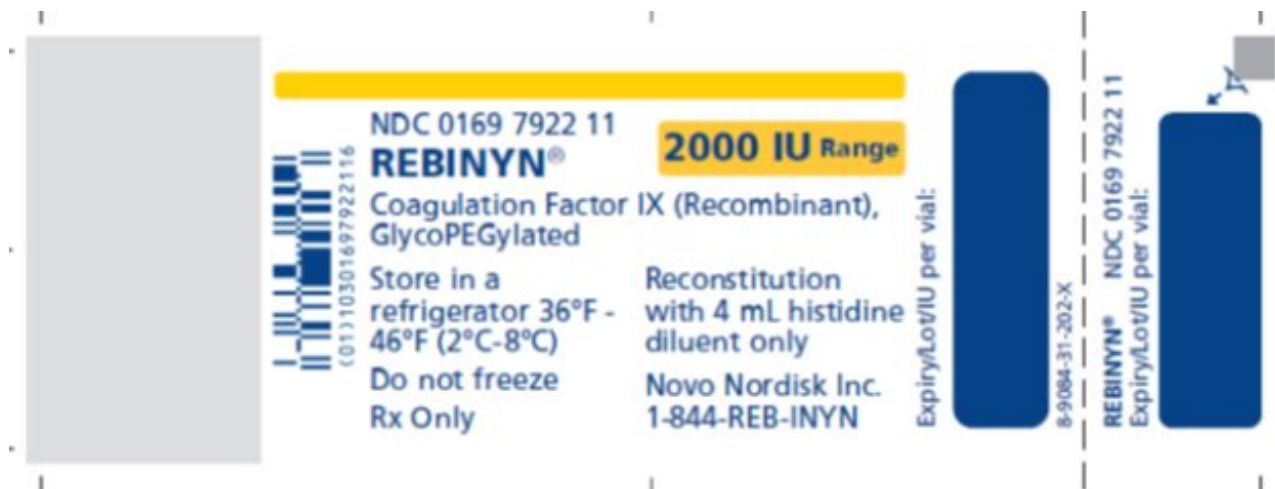 NDC 0169 7922 11
REBINYN®
2000 IU Range
Coagulation Factor IX (Recombinant),
GlycoPEGylated
Store in a
refrigerator 36°F -
46°F (2°C-8°C)
Do not freeze
Rx Only
Reconstitution
with 4 mL histidine
diluent only
Novo Nordisk Inc.
1-844-REB-INYN
(01)10301697922116
Expiry/Lot/IU per vial:
8-9084-31-202-X
REBINYN® NDC 0169 7922 11
Expiry/Lot/IU per vial: